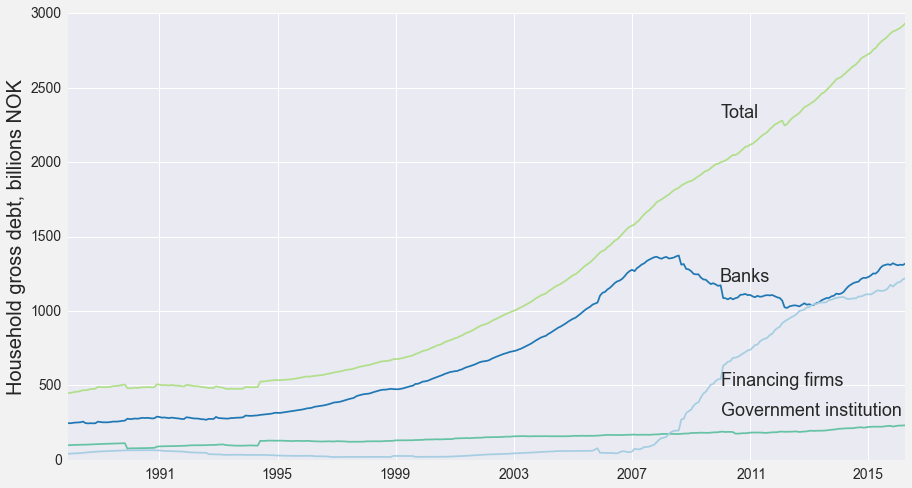 Household gross debt, billions NOK
3000
2500
2000
1500
1000
500
0
Total
Banks
Financing firms
Government institution
1991
1995
1999
2003
2007
2011
2015